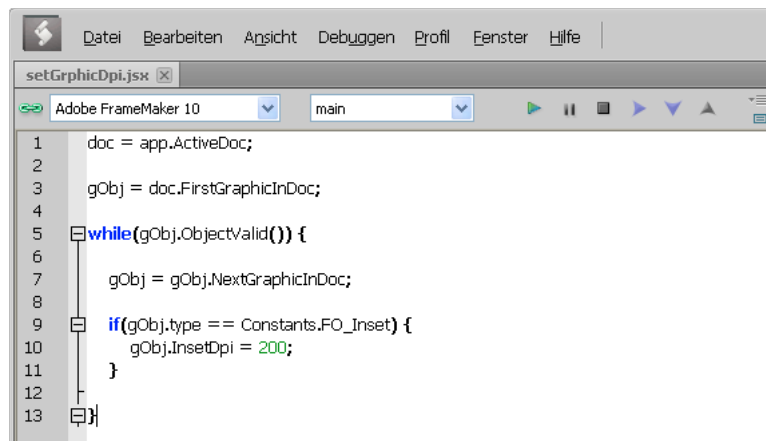 Datei Bearbeiten Ansicht Debuggen Profil Fenster Hilfe
setGrphicDpi.jsx
Adobe FrameMaker 10 main
1 doc = app.ActiveDoc;
2
3 gObj = doc.FirstGraphicInDoc;
4
5 while(gObj.ObjectValid()) {
6
7 gObj = gObj.NextGraphicInDoc;
8
9 if(gObj.type == Constants.FO_Inset) {
10 gObj.InsetDpi = 200;
11 }
12
13 }